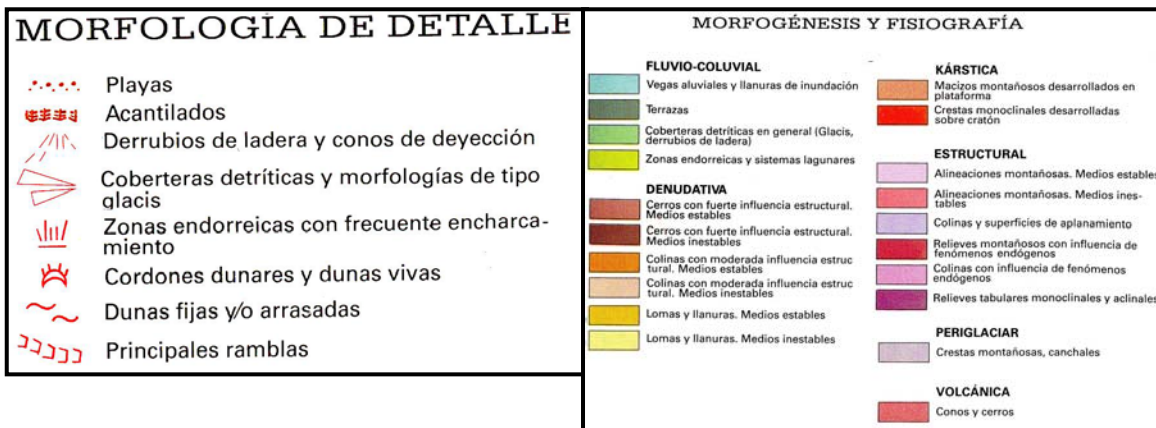 MORFOLOGÍA DE DETALLE
Playas
Acantilados
Derrubios de ladera y conos de deyección
Coberteras detríticas y morfologías de tipo
glacis
Zonas endorreicas con frecuente encharca-
miento
Cordones dunares y dunas vivas
Dunas fijas y/o arrasadas
Principales ramblas
MORFOGÉNESIS Y FISIOGRAFÍA
FLUVIO-COLUVIAL
Vegas aluviales y llanuras de inundación
Terrazas
Coberteras detríticas en general (Glacis,
derrubios de ladera)
Zonas endorreicas y sistemas lagunares
DENUDATIVA
Cerros con fuerte influencia estructural.
Medios estables
Cerros con fuerte influencia estructural.
Medios inestables
Colinas con moderada influencia estruc
tural. Medios estables
Colinas con moderada influencia estruc
tural. Medios inestables
Lomas y llanuras. Medios estables
Lomas y llanuras. Medios inestables
KÁRSTICA
Macizos montañosos desarrollados en
plataforma
Crestas monoclinales desarrolladas
sobre cratón
ESTRUCTURAL
Alineaciones montañosas. Medios estables
Alineaciones montañosas. Medios ines-
tables
Colinas y superficies de aplanamiento
Relieves montañosos con influencia de
fenómenos endógenos
Colinas con influencia de fenómenos
endógenos
Relieves tabulares monoclinales y aclinales
PERIGLACIAR
Crestas montañosas, canchales
VOLCÁNICA
Conos y cerros